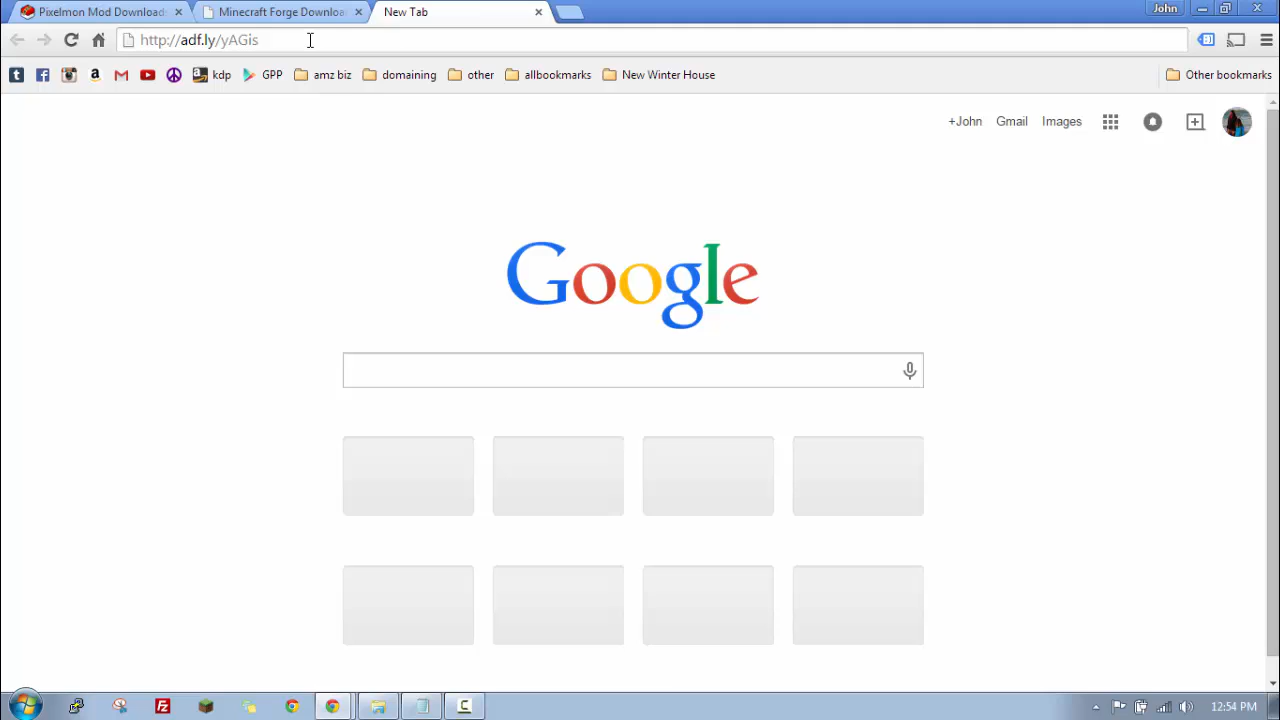 Pixelmon Mod Download
Minecraft Forge Downloa
New Tab
John
http://adf.ly/yAGis
kdp
GPP
amz biz
domaining
other
allbookmarks
New Winter House
Other bookmarks
+John
Gmail
Images
Google
12:54 PM